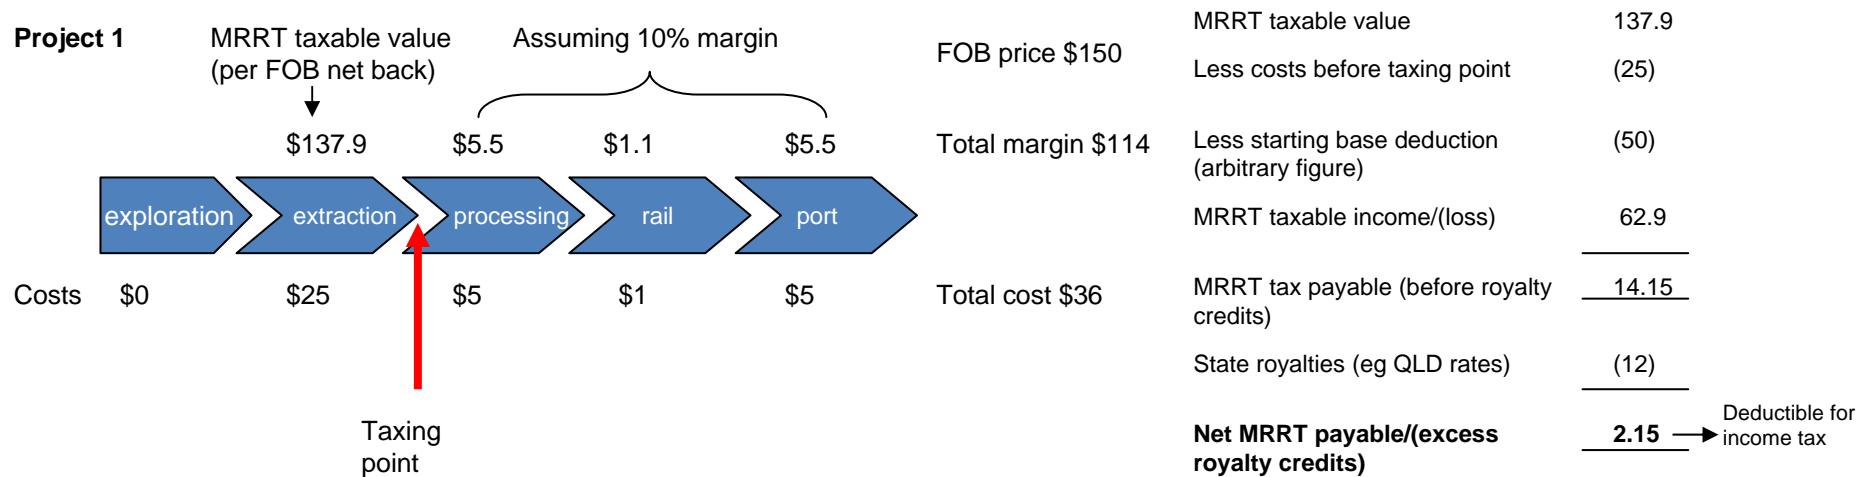 Project 1
MRRT taxable value
(per FOB net back)
Assuming 10% margin
FOB price $150
$137.9 $5.5 $1.1 $5.5 Total margin $114
exploration extraction processing rail port
Costs $0 $25 $5 $1 $5 Total cost $36
Taxing
point
MRRT taxable value 137.9
Less costs before taxing point (25)
Less starting base deduction (50)
(arbitrary figure)
MRRT taxable income/(loss) 62.9
MRRT tax payable (before royalty 14.15
credits)
State royalties (eg QLD rates) (12)
Net MRRT payable/(excess 2.15
royalty credits)
Deductible for
income tax